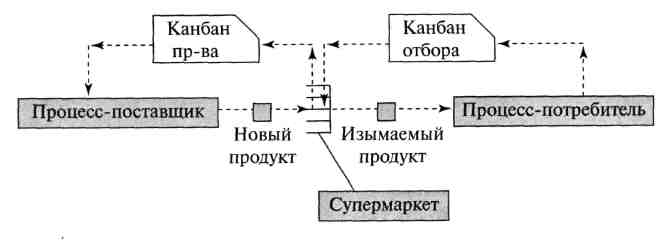 Канбан
пр-ва
Канбан
отбора
Процесс-поставщик
Процесс-потребитель
Новый
продукт
Изымаемый
продукт
Супермаркет